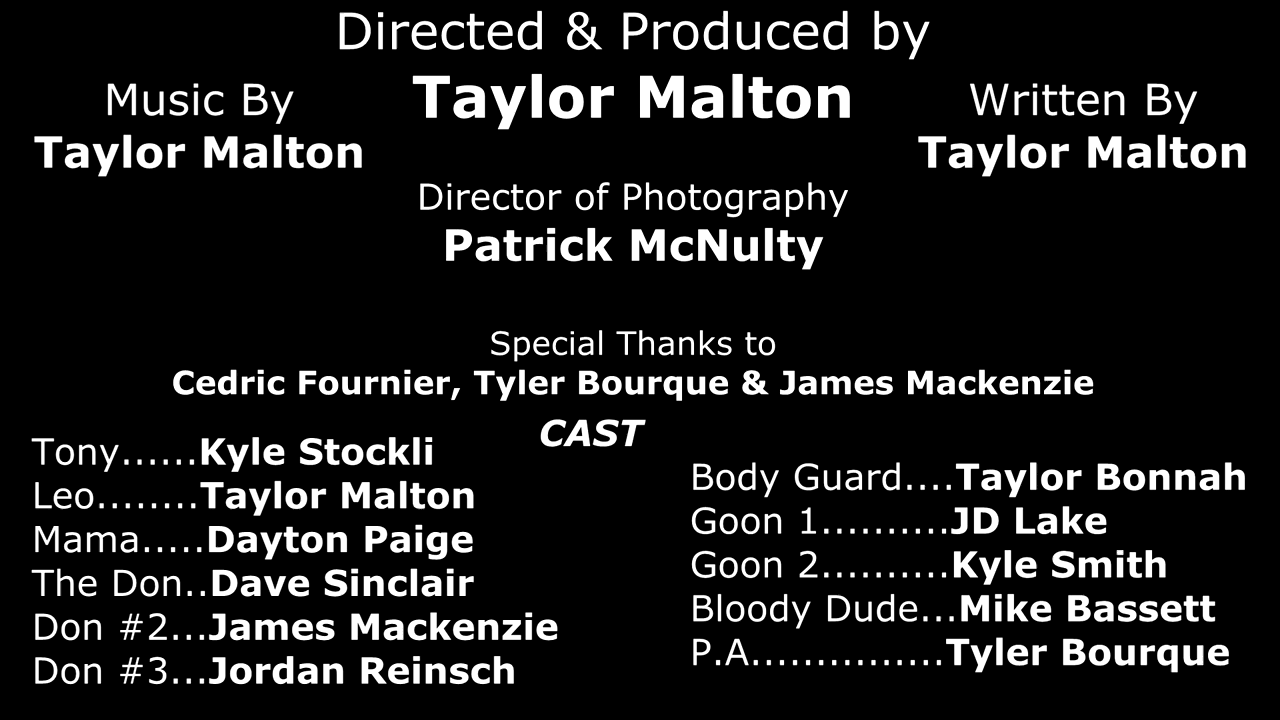 Directed & Produced by
Taylor Malton
Music By
Taylor Malton
Written By
Taylor Malton
Director of Photography
Patrick McNulty
Special Thanks to
Cedric Fournier, Tyler Bourque & James Mackenzie
CAST
Tony......Kyle Stockli
Leo........Taylor Malton
Mama.....Dayton Paige
The Don..Dave Sinclair
Don #2...James Mackenzie
Don #3...Jordan Reinsch
Body Guard....Taylor Bonnah
Goon 1..........JD Lake
Goon 2..........Kyle Smith
Bloody Dude...Mike Bassett
P.A...............Tyler Bourque